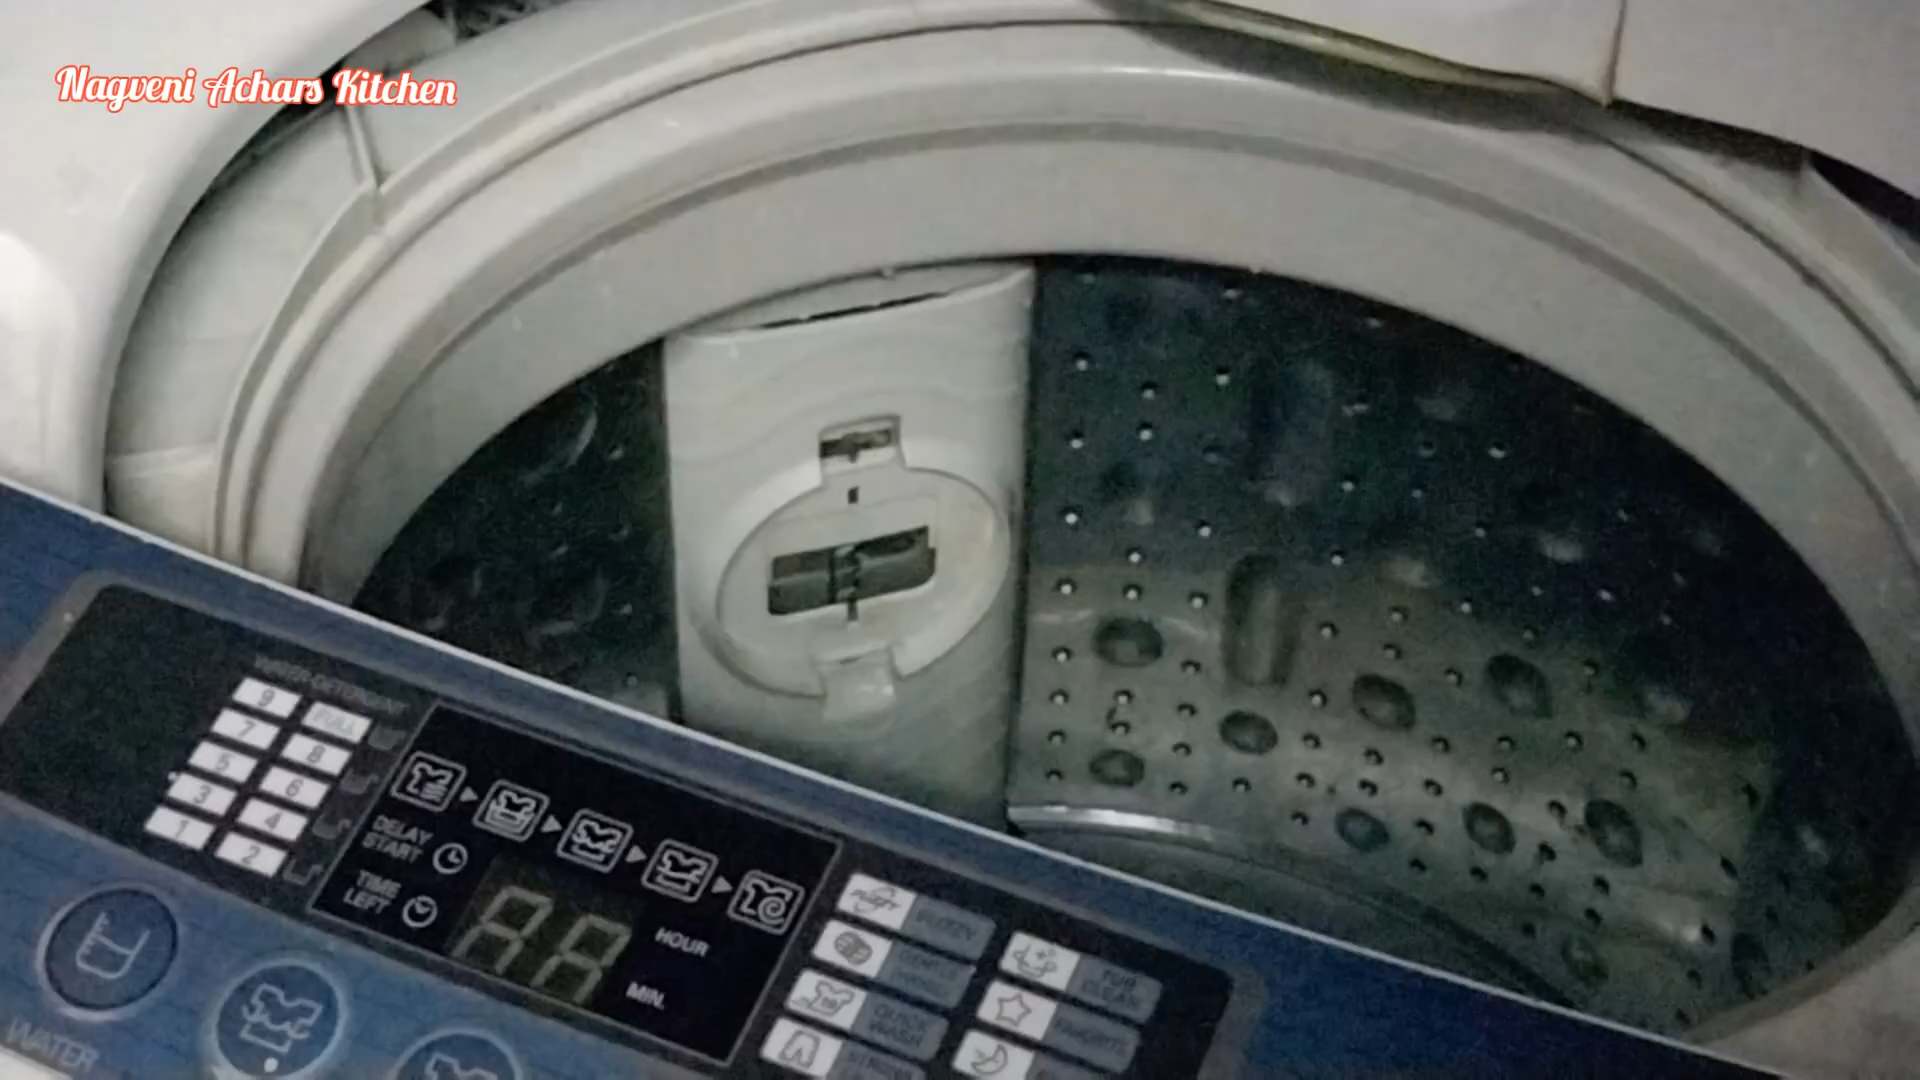 Nagveni Achars Kitchen
WATER DETERGENT
9 FULL
7 8
5 6
3 4
1 2
DELAY
START
TIME
LEFT
HOUR
MIN.
FUZZY
QUICK
WASH
TUB
CLEAN
FAVORITE
WATER